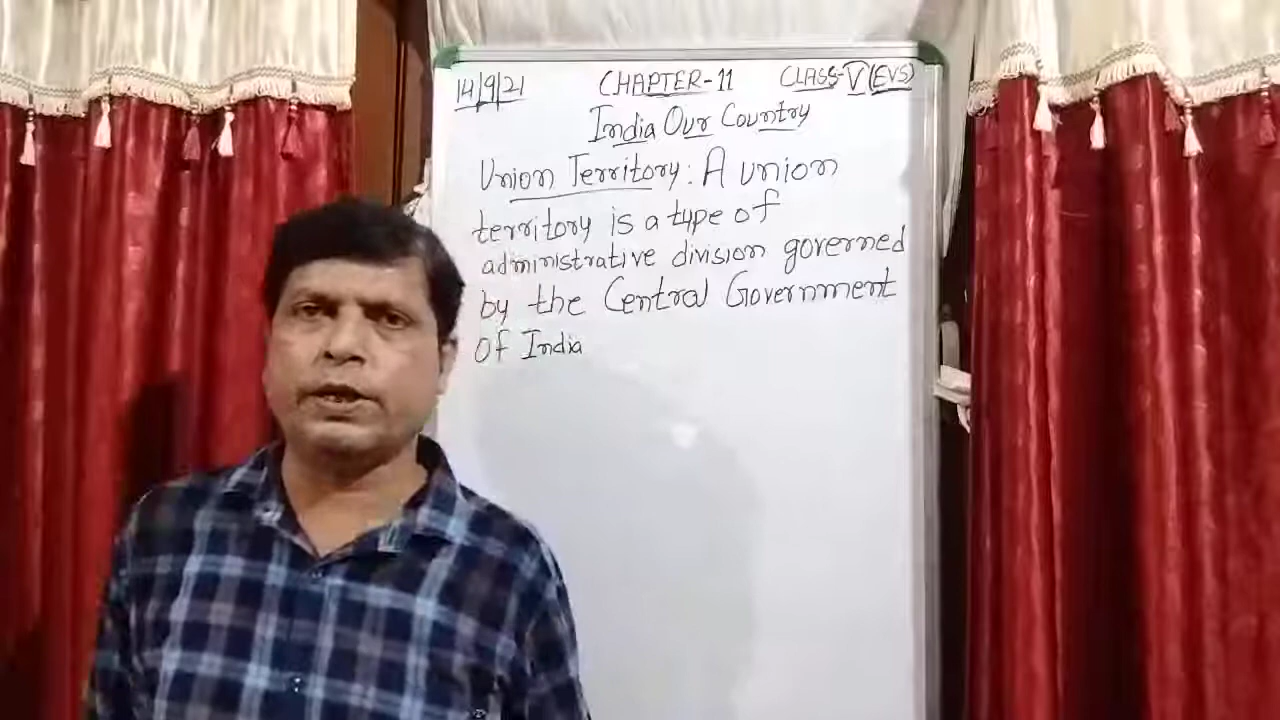 14/9/21 CHAPTER-11 CLASS-V(EVS)
India Our Country
Union Territory: A union
territory is a type of
administrative division governed
by the Central Government
Of India